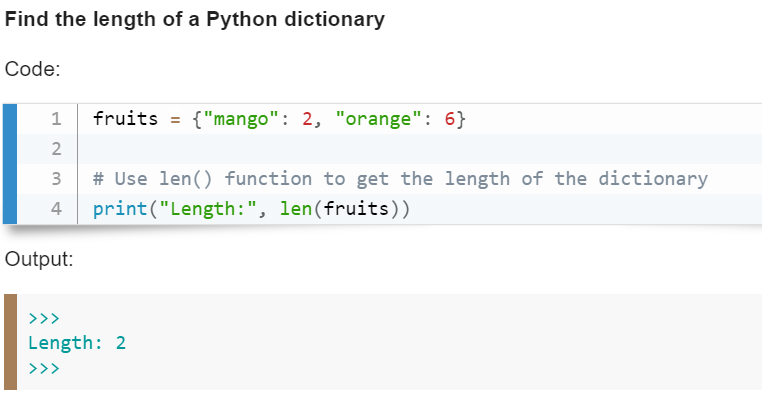 Find the length of a Python dictionary
Code:
1 fruits = {"mango": 2, "orange": 6}
2
3 # Use len() function to get the length of the dictionary
4 print("Length:", len(fruits))
Output:
>>>
Length: 2
>>>